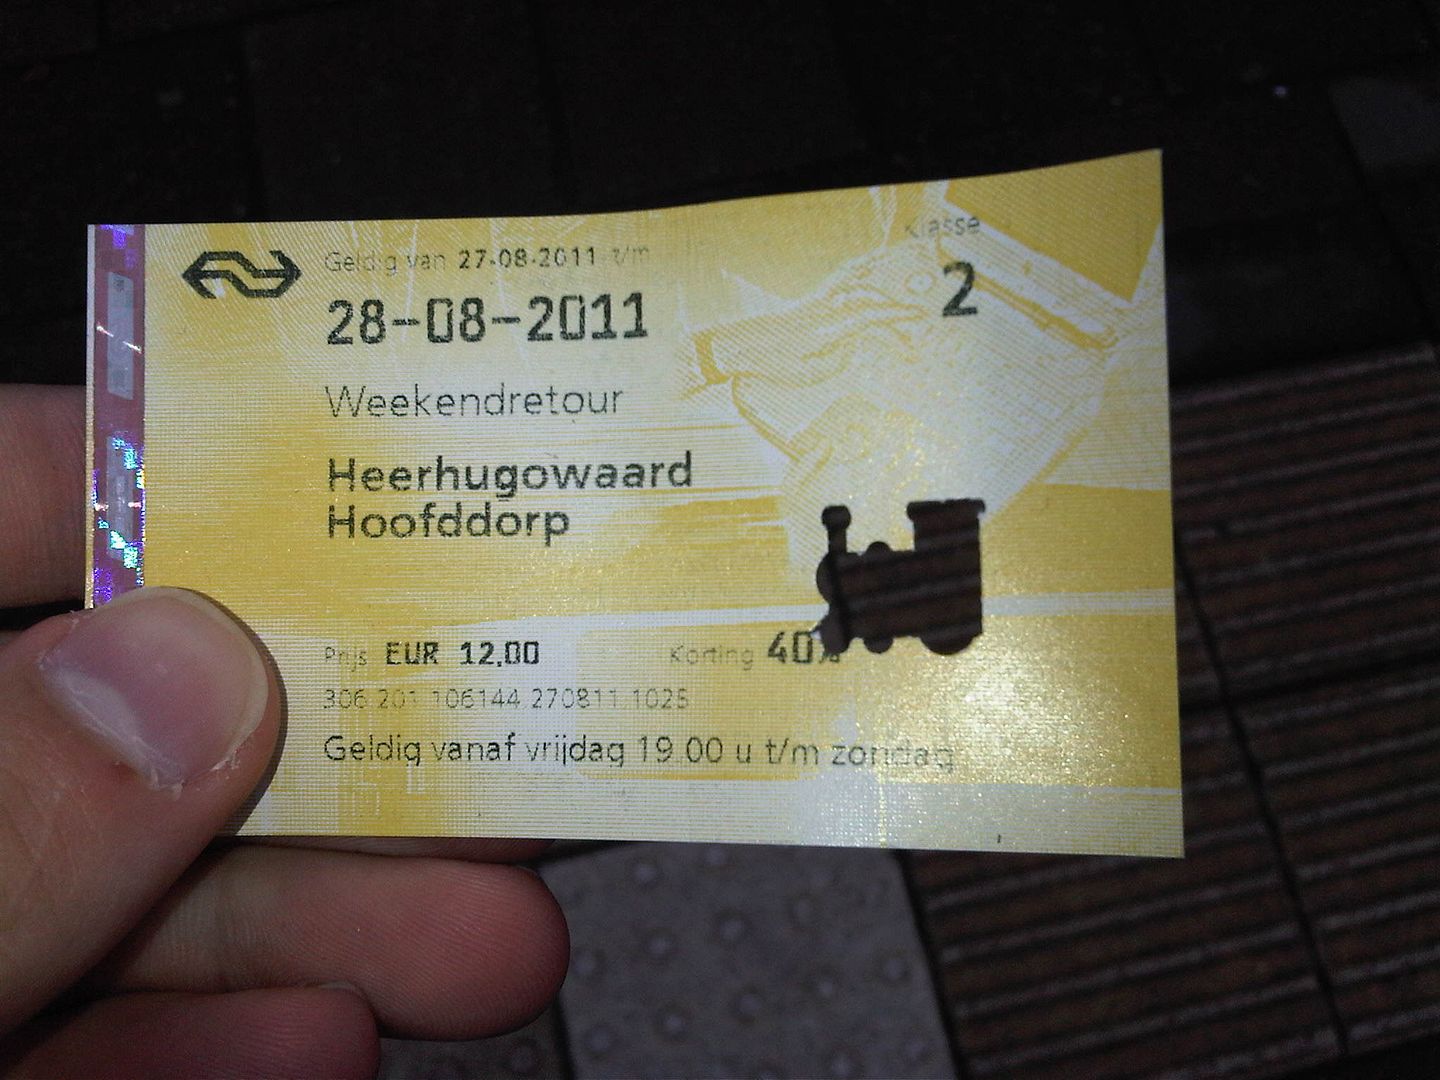 Geldig van 27-08-2011 t/m
28-08-2011
Klasse
2
Weekendretour
Heerhugowaard
Hoofddorp
Prijs EUR 12,00 Korting 40%
306 201 106144 270811 1025
Geldig vanaf vrijdag 19.00 u t/m zondag